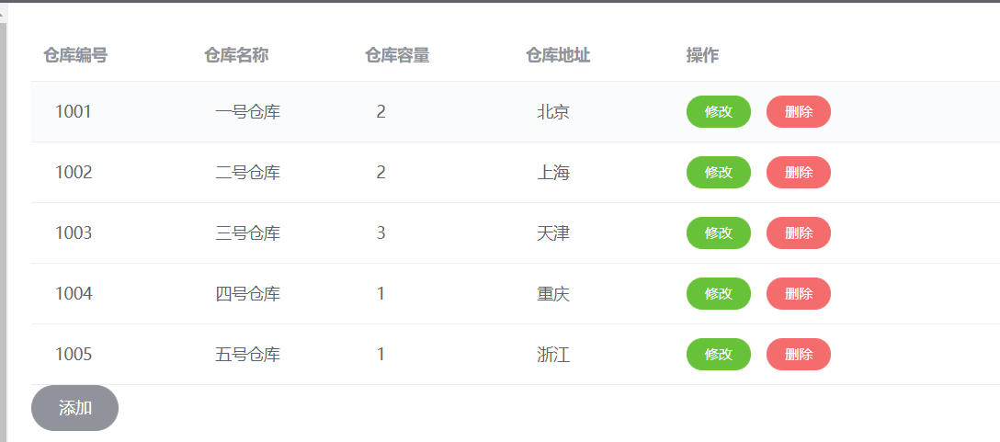 仓库编号 仓库名称 仓库容量 仓库地址 操作
1001 一号仓库 2 北京 修改 删除
1002 二号仓库 2 上海 修改 删除
1003 三号仓库 3 天津 修改 删除
1004 四号仓库 1 重庆 修改 删除
1005 五号仓库 1 浙江 修改 删除
添加